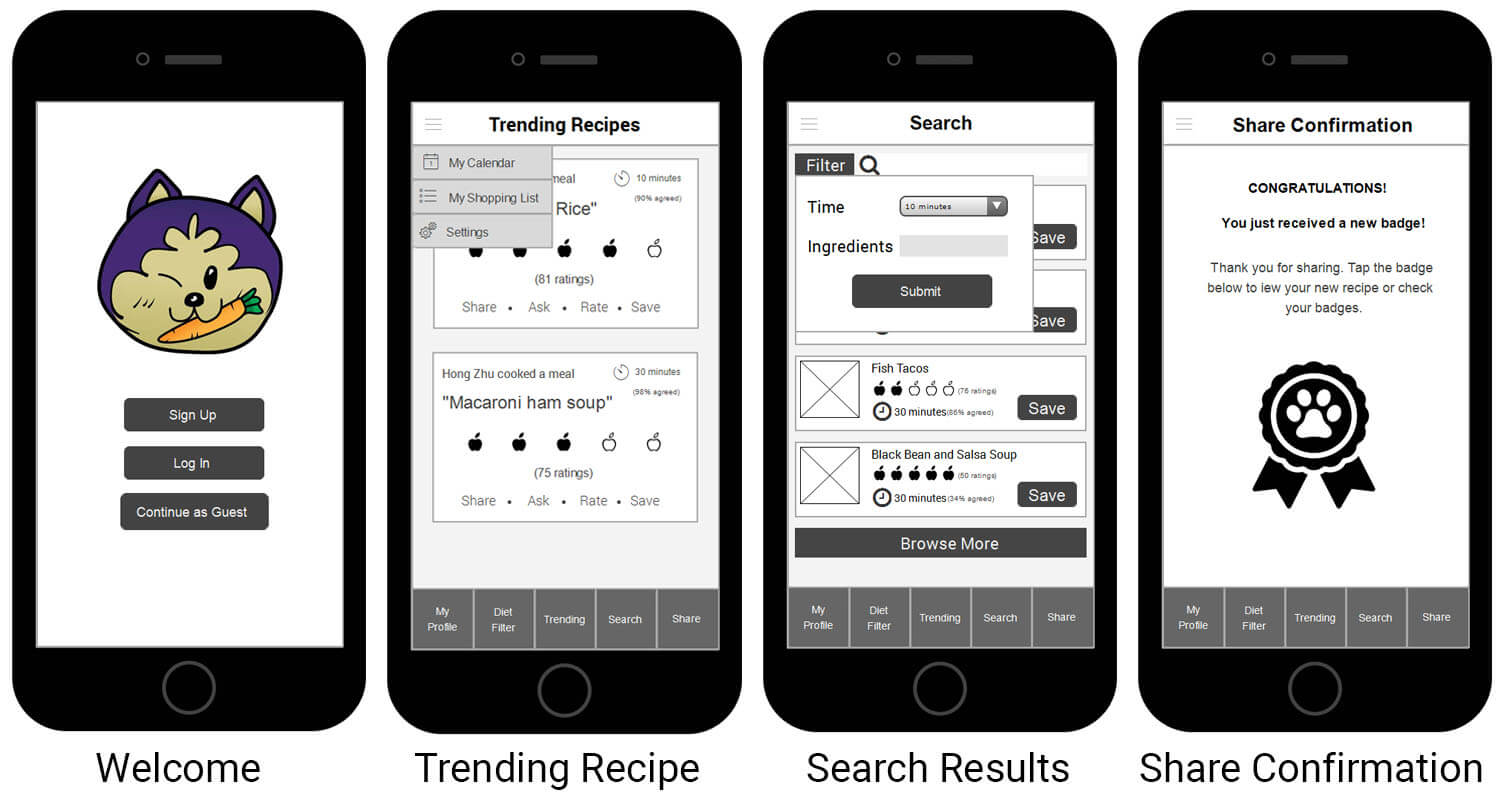 Sign Up
Log In
Continue as Guest
Welcome
Trending Recipes
1
My Calendar
My Shopping List
Settings
meal
10 minutes
(90% agreed)
Rice"
(81 ratings)
Share • Ask • Rate • Save
Hong Zhu cooked a meal
30 minutes
(98% agreed)
"Macaroni ham soup"
(75 ratings)
Share • Ask • Rate • Save
My Profile
Diet Filter
Trending
Search
Share
Trending Recipe
Search
Filter
Time
10 minutes
Ingredients
Submit
Save
Save
Fish Tacos
(76 ratings)
30 minutes(86% agreed)
Save
Black Bean and Salsa Soup
(50 ratings)
30 minutes(34% agreed)
Save
Browse More
My Profile
Diet Filter
Trending
Search
Share
Search Results
Share Confirmation
CONGRATULATIONS!
You just received a new badge!
Thank you for sharing. Tap the badge
below to iew your new recipe or check
your badges.
My Profile
Diet Filter
Trending
Search
Share
Share Confirmation